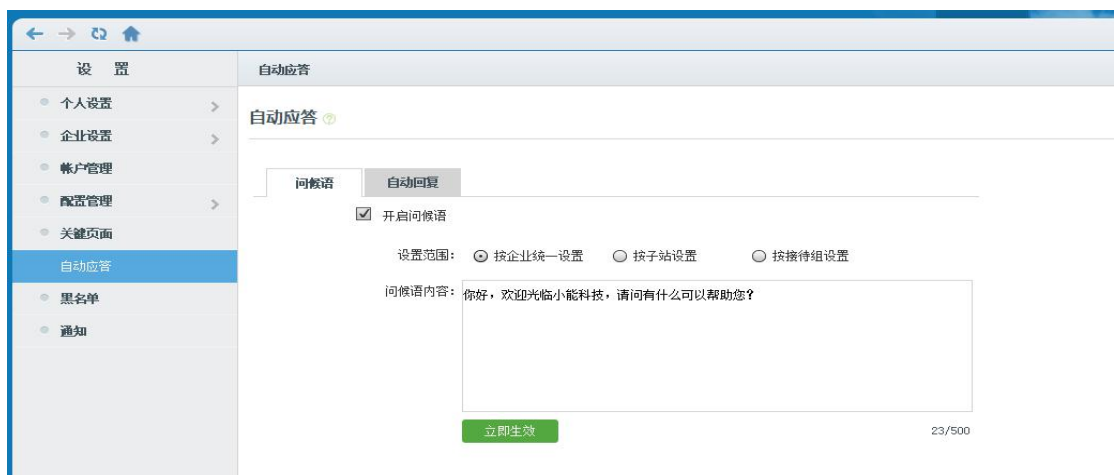 设 置
个人设置
企业设置
帐户管理
配置管理
关键页面
自动应答
黑名单
通知
自动应答
自动应答
问候语 自动回复
开启问候语
设置范围： 按企业统一设置 按子站设置 按接待组设置
问候语内容： 你好，欢迎光临小能科技，请问有什么可以帮助您？
立即生效 23/500